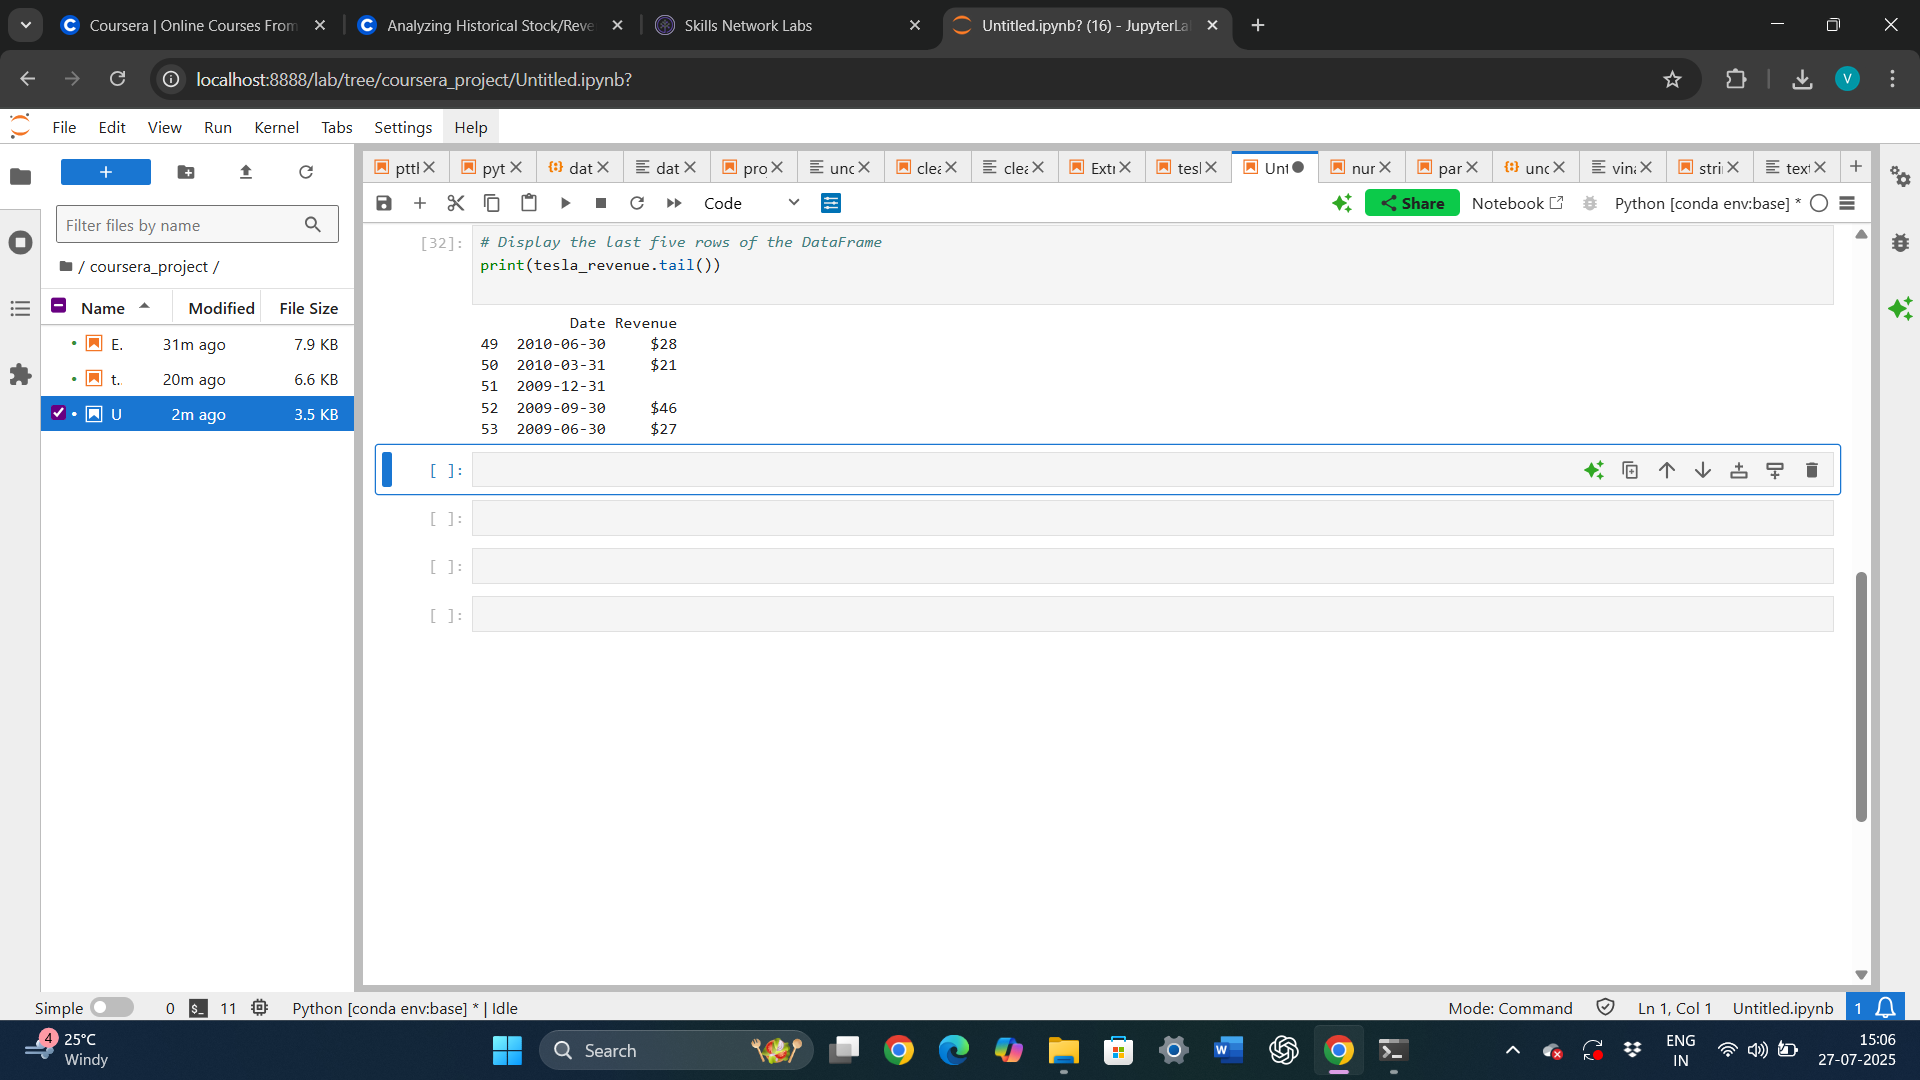 Coursera | Online Courses From
Analyzing Historical Stock/Reve
Skills Network Labs
Untitled.ipynb? (16) - JupyterLa
localhost:8888/lab/tree/coursera_project/Untitled.ipynb?
V
File Edit View Run Kernel Tabs Settings Help
pttl pyt dat dat pro unc clea clea Extr tesl Unt nur par unc vina stri text
Code
Share
Notebook
Python [conda env:base] *
Filter files by name
/ coursera_project /
Name Modified File Size
E. 31m ago 7.9 KB
t. 20m ago 6.6 KB
U 2m ago 3.5 KB
[32]: # Display the last five rows of the DataFrame
print(tesla_revenue.tail())
Date Revenue
49 2010-06-30 $28
50 2010-03-31 $21
51 2009-12-31
52 2009-09-30 $46
53 2009-06-30 $27
[ ]:
[ ]:
[ ]:
[ ]:
Simple 0 $_ 11 Python [conda env:base] * | Idle
Mode: Command Ln 1, Col 1 Untitled.ipynb 1
4
25°C
Windy
Search
ENG
IN
15:06
27-07-2025